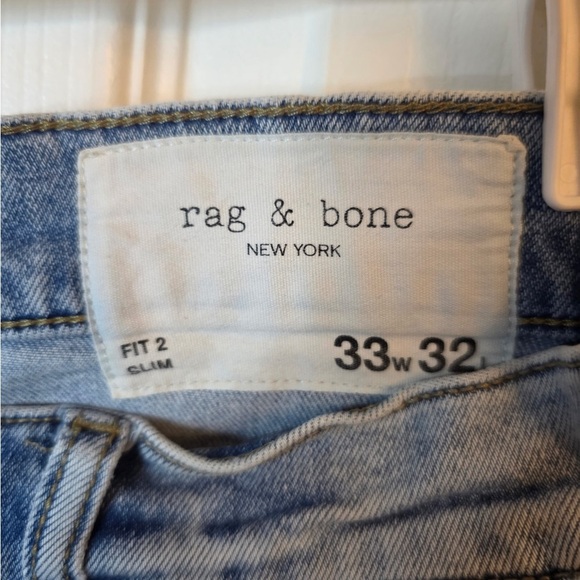 rag & bone
NEW YORK
FIT 2
SLIM
33W 32L